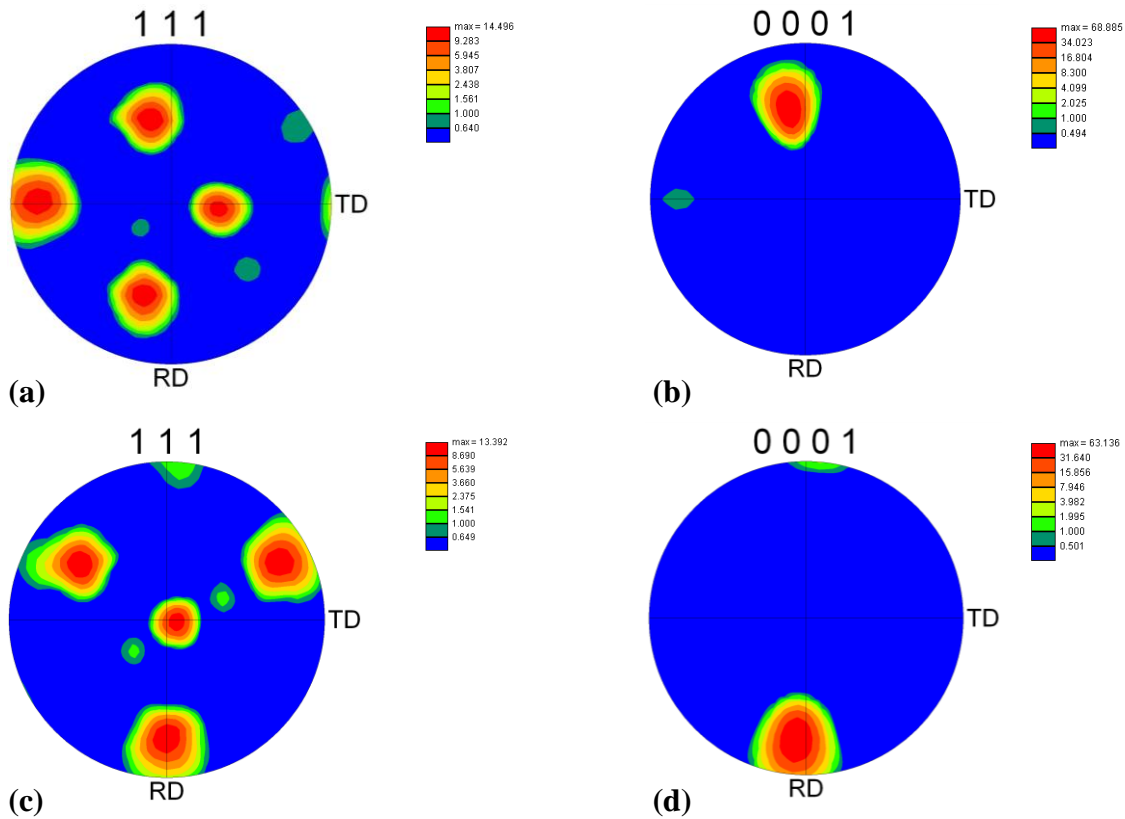 1 1 1
max = 14.496
9.283
5.945
3.807
2.438
1.561
1.000
0.640
TD
RD
(a)
0 0 0 1
max = 68.885
34.023
16.804
8.300
4.099
2.025
1.000
0.494
TD
RD
(b)
1 1 1
max = 13.392
8.690
5.639
3.660
2.375
1.541
1.000
0.649
TD
RD
(c)
0 0 0 1
max = 63.136
31.640
15.856
7.946
3.982
1.995
1.000
0.501
TD
RD
(d)